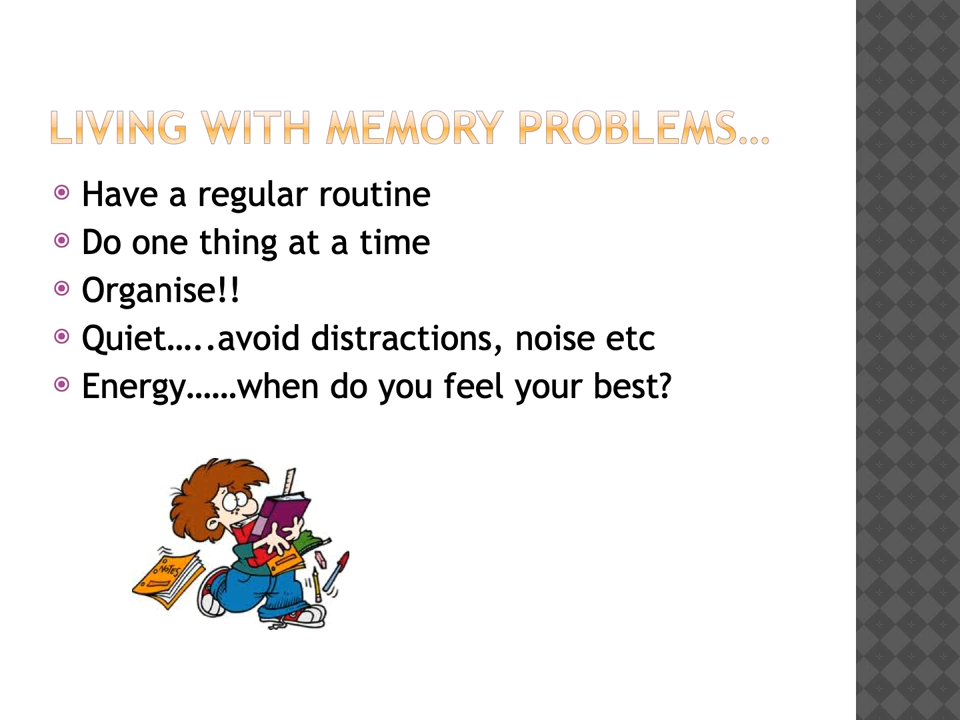 LIVING WITH MEMORY PROBLEMS…
Have a regular routine
Do one thing at a time
Organise!!
Quiet…..avoid distractions, noise etc
Energy……when do you feel your best?
NOTES